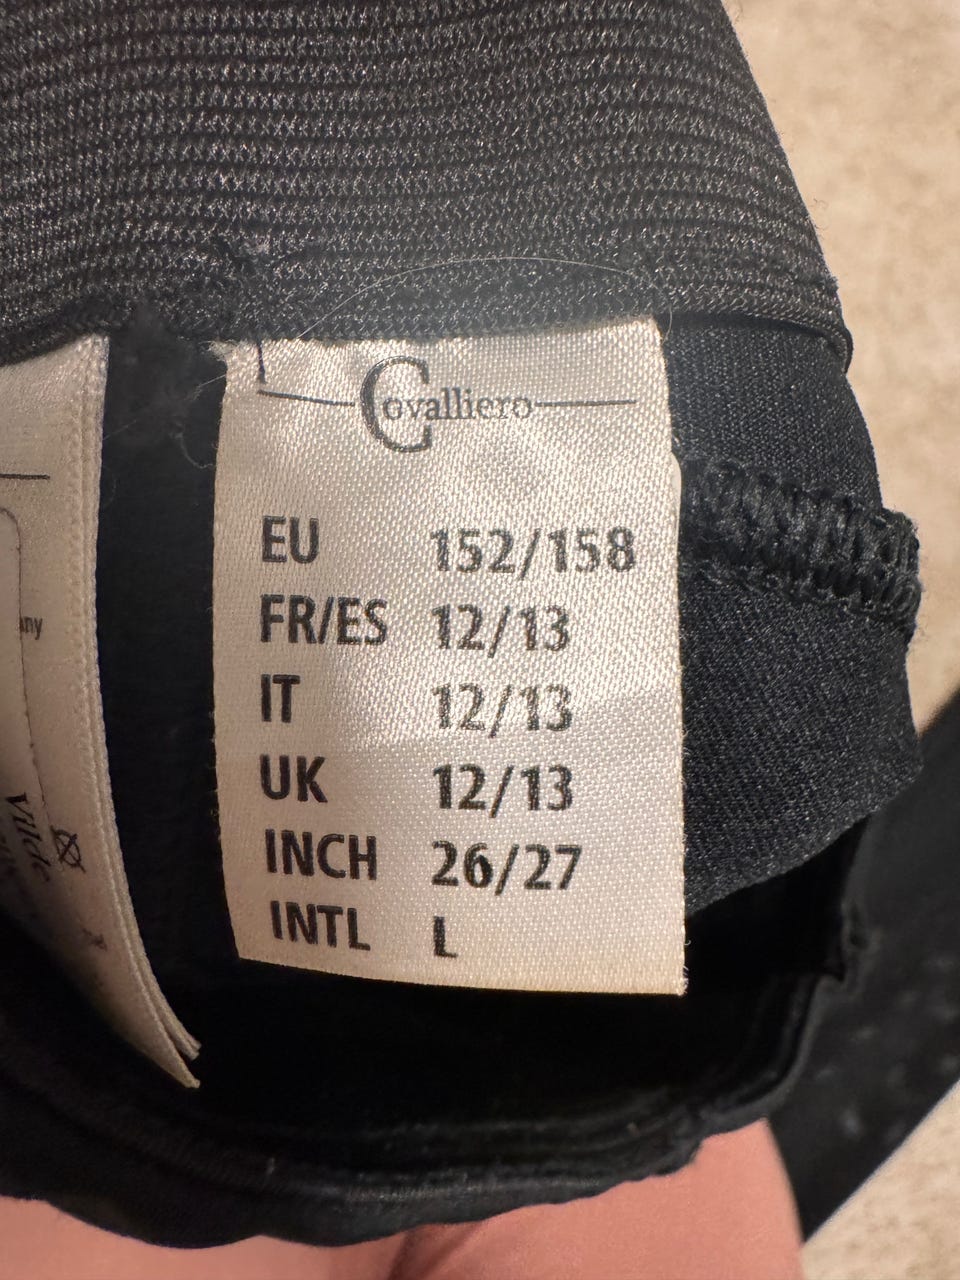 Covalliero
EU 152/158
FR/ES 12/13
IT 12/13
UK 12/13
INCH 26/27
INTL L